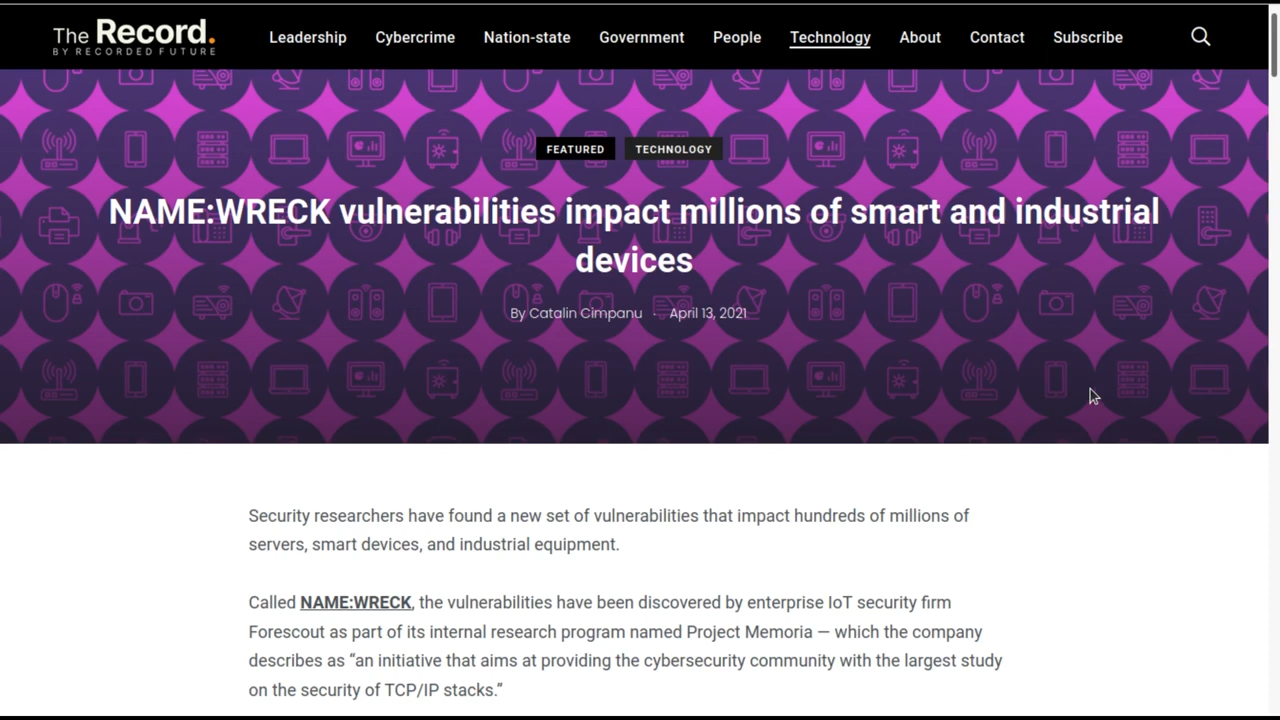 The Record.
BY RECORDED FUTURE
Leadership Cybercrime Nation-state Government People Technology About Contact Subscribe
FEATURED TECHNOLOGY
NAME:WRECK vulnerabilities impact millions of smart and industrial
devices
By Catalin Cimpanu · April 13, 2021
Security researchers have found a new set of vulnerabilities that impact hundreds of millions of
servers, smart devices, and industrial equipment.
Called NAME:WRECK, the vulnerabilities have been discovered by enterprise IoT security firm
Forescout as part of its internal research program named Project Memoria — which the company
describes as “an initiative that aims at providing the cybersecurity community with the largest study
on the security of TCP/IP stacks.”